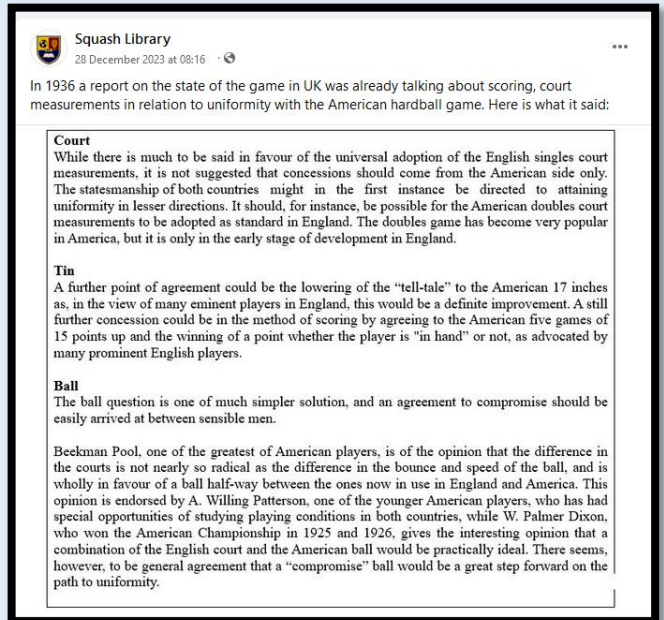 Squash Library
28 December 2023 at 08:16 ·
In 1936 a report on the state of the game in UK was already talking about scoring, court
measurements in relation to uniformity with the American hardball game. Here is what it said:
Court
While there is much to be said in favour of the universal adoption of the English singles court
measurements, it is not suggested that concessions should come from the American side only.
The statesmanship of both countries might in the first instance be directed to attaining
uniformity in lesser directions. It should, for instance, be possible for the American doubles court
measurements to be adopted as standard in England. The doubles game has become very popular
in America, but it is only in the early stage of development in England.
Tin
A further point of agreement could be the lowering of the “tell-tale” to the American 17 inches
as, in the view of many eminent players in England, this would be a definite improvement. A still
further concession could be in the method of scoring by agreeing to the American five games of
15 points up and the winning of a point whether the player is "in hand" or not, as advocated by
many prominent English players.
Ball
The ball question is one of much simpler solution, and an agreement to compromise should be
easily arrived at between sensible men.
Beekman Pool, one of the greatest of American players, is of the opinion that the difference in
the courts is not nearly so radical as the difference in the bounce and speed of the ball, and is
wholly in favour of a ball half-way between the ones now in use in England and America. This
opinion is endorsed by A. Willing Patterson, one of the younger American players, who has had
special opportunities of studying playing conditions in both countries, while W. Palmer Dixon,
who won the American Championship in 1925 and 1926, gives the interesting opinion that a
combination of the English court and the American ball would be practically ideal. There seems,
however, to be general agreement that a “compromise” ball would be a great step forward on the
path to uniformity.